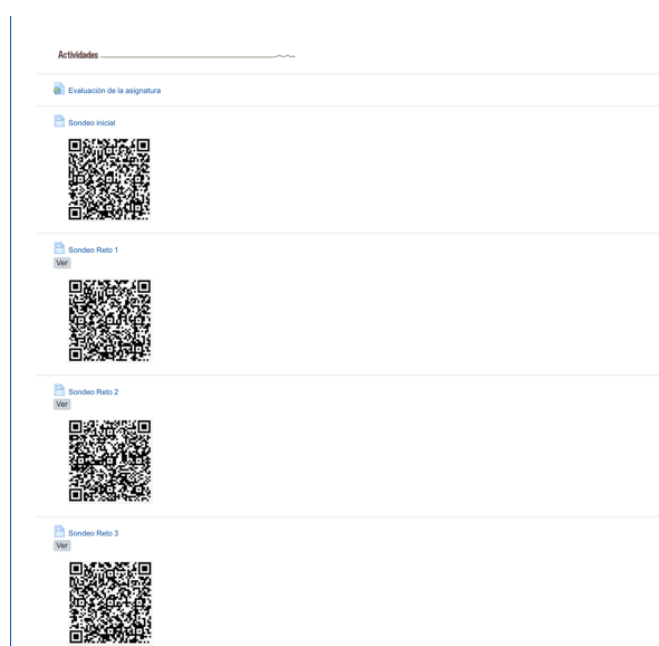 Actividades
Evaluación de la asignatura
Sondeo inicial
Sondeo Reto 1
Ver
Sondeo Reto 2
Ver
Sondeo Reto 3
Ver